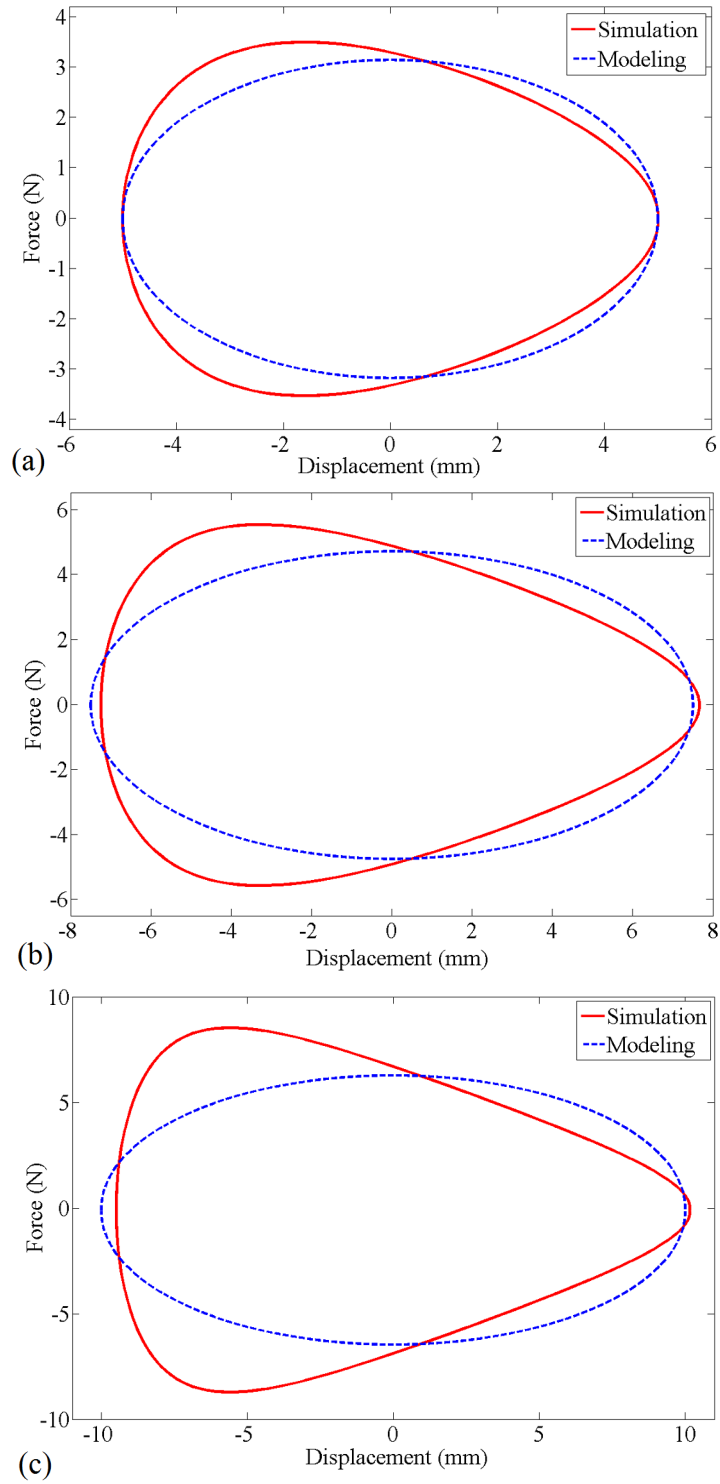 4
3
2
1
0
-1
-2
-3
-4
Force (N)
Simulation
Modeling
-6 -4 -2 0 2 4 6
Displacement (mm)
(a)
6
4
2
0
-2
-4
-6
Force (N)
Simulation
Modeling
-8 -6 -4 -2 0 2 4 6 8
Displacement (mm)
(b)
10
5
0
-5
-10
Force (N)
Simulation
Modeling
-10 -5 0 5 10
Displacement (mm)
(c)